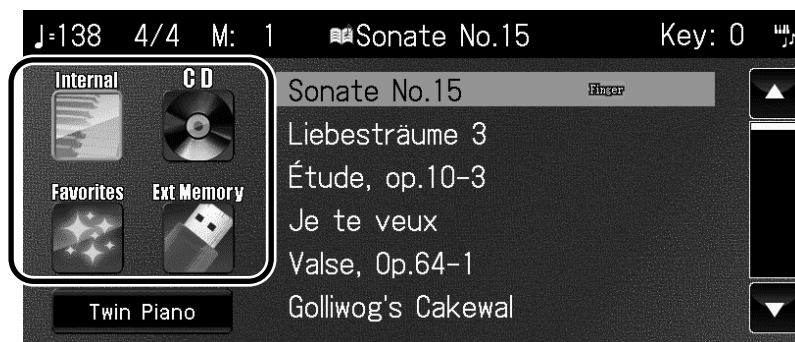 ♩=138 4/4 M: 1 Sonate No.15 Key: 0
Internal CD
Favorites Ext Memory
Twin Piano
Sonate No.15 Finger
Liebesträume 3
Étude, op.10-3
Je te veux
Valse, Op.64-1
Golliwog's Cakewal